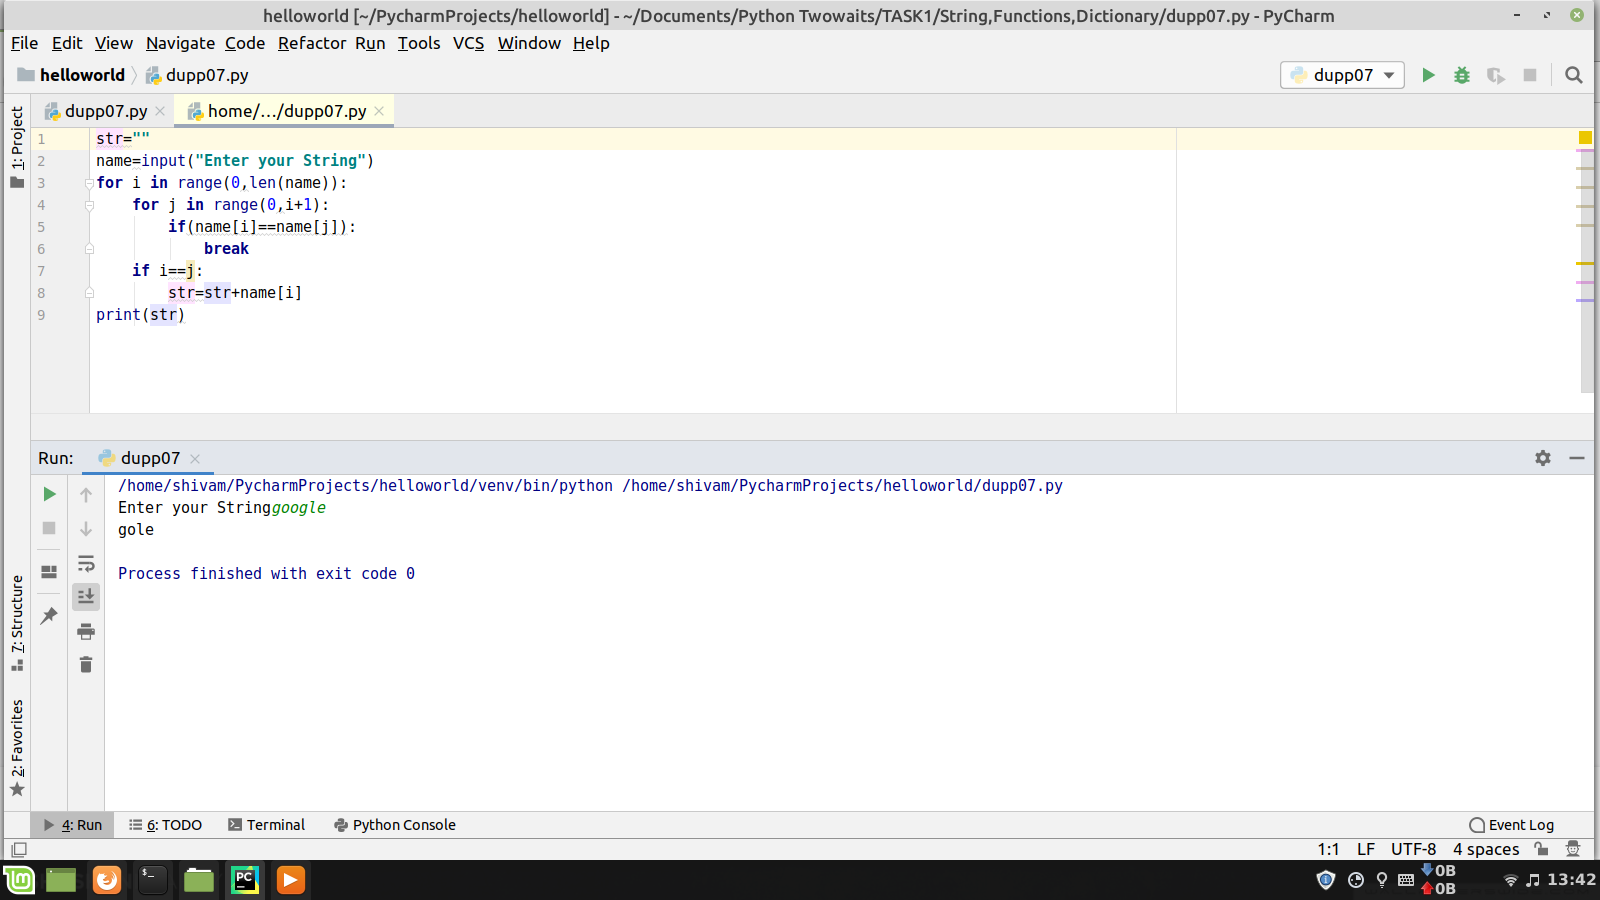 helloworld [~/PycharmProjects/helloworld] - ~/Documents/Python Twowaits/TASK1/String,Functions,Dictionary/dupp07.py - PyCharm
File Edit View Navigate Code Refactor Run Tools VCS Window Help
helloworld dupp07.py dupp07
dupp07.py home/.../dupp07.py
1: Project
1 str=""
2 name=input("Enter your String")
3 for i in range(0,len(name)):
4 for j in range(0,i+1):
5 if(name[i]==name[j]):
6 break
7 if i==j:
8 str=str+name[i]
9 print(str)
Run: dupp07
/home/shivam/PycharmProjects/helloworld/venv/bin/python /home/shivam/PycharmProjects/helloworld/dupp07.py
Enter your Stringgoogle
gole
Process finished with exit code 0
7: Structure
2: Favorites
4: Run 6: TODO Terminal Python Console Event Log
1:1 LF UTF-8 4 spaces
$_ PC 0B 0B 13:42